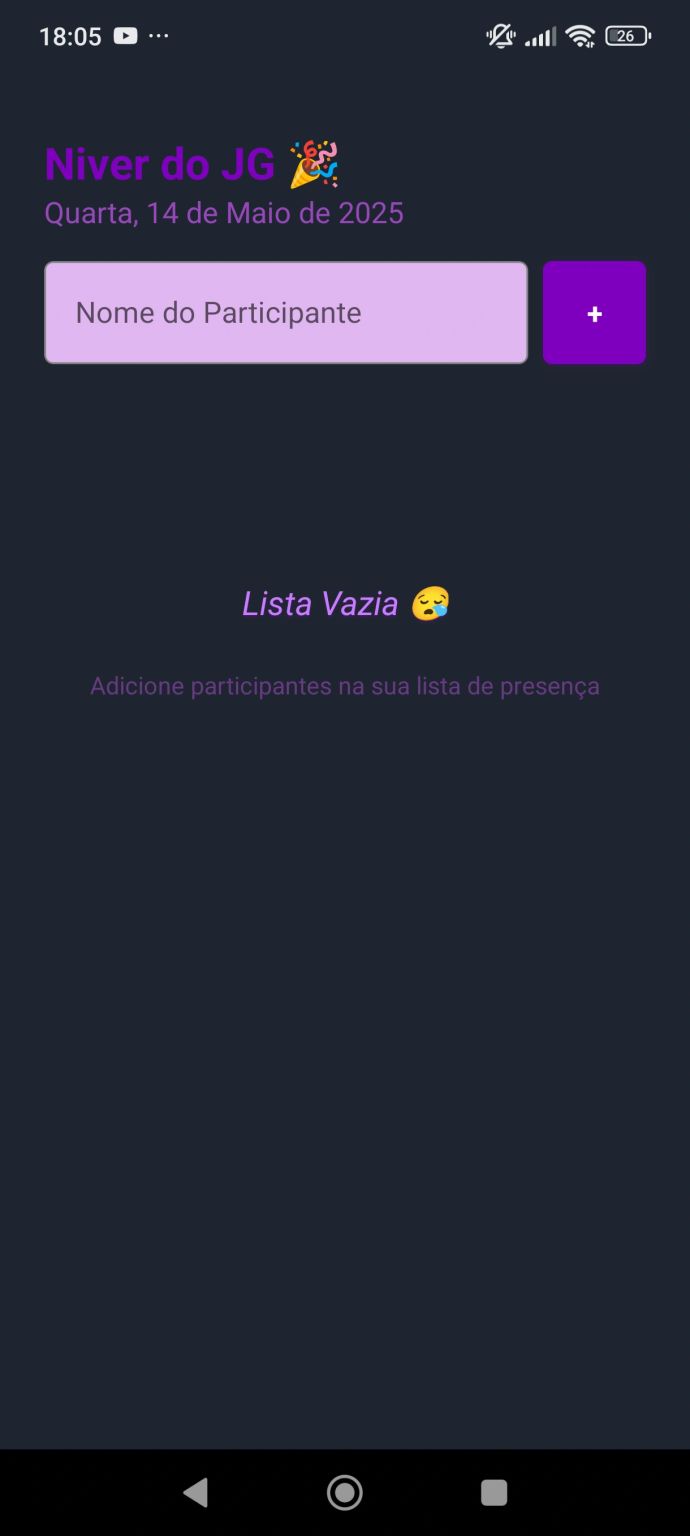 18:05
26
Niver do JG 🎉
Quarta, 14 de Maio de 2025
Nome do Participante
+
Lista Vazia 😪
Adicione participantes na sua lista de presença